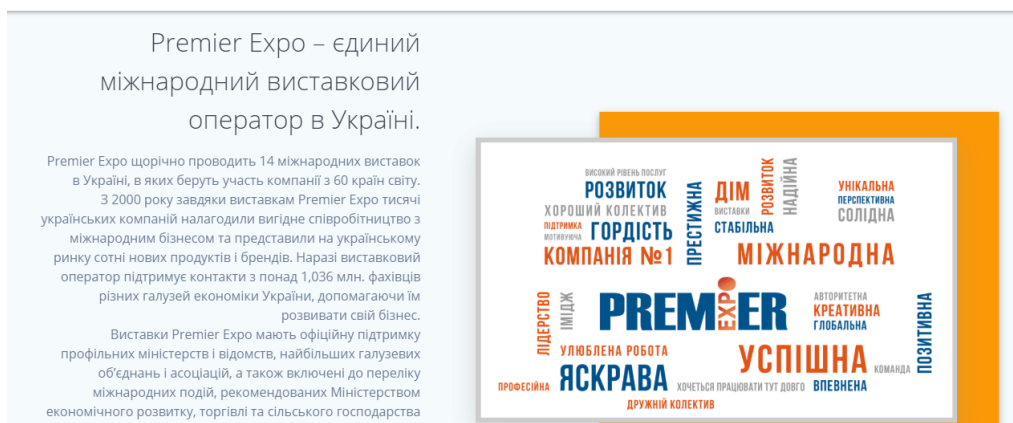 Premier Expo – єдиний
міжнародний виставковий
оператор в Україні.
Premier Expo щорічно проводить 14 міжнародних виставок
в Україні, в яких беруть участь компанії з 60 країн світу.
З 2000 року завдяки виставкам Premier Expo тисячі
українських компаній налагодили вигідне співробітництво з
міжнародним бізнесом та представили на українському
ринку сотні нових продуктів і брендів. Наразі виставковий
оператор підтримує контакти з понад 1,036 млн. фахівців
різних галузей економіки України, допомагаючи їм
розвивати свій бізнес.
Виставки Premier Expo мають офіційну підтримку
профільних міністерств і відомств, найбільших галузевих
об’єднань і асоціацій, а також включені до переліку
міжнародних подій, рекомендованих Міністерством
економічного розвитку, торгівлі та сільського господарства
ВИСОКИЙ РІВЕНЬ ПОСЛУГ
РОЗВИТОК
ХОРОШИЙ КОЛЕКТИВ
ПІДТРИМКА
МОТИВУЮЧА
ГОРДІСТЬ
КОМПАНІЯ №1
ПРЕСТИЖНА
ДІМ
ВИСТАВКИ
СТАБІЛЬНА
РОЗВИТОК
НАДІЙНА
УНІКАЛЬНА
ПЕРСПЕКТИВНА
СОЛІДНА
МІЖНАРОДНА
ЛІДЕРСТВО
ІМІДЖ
PREMIER
EXPO
АВТОРИТЕТНА
КРЕАТИВНА
ГЛОБАЛЬНА
ПОЗИТИВНА
УЛЮБЛЕНА РОБОТА
УСПІШНА
КОМАНДА
ПРОФЕСІЙНА
ЯСКРАВА
ХОЧЕТЬСЯ ПРАЦЮВАТИ ТУТ ДОВГО
ВПЕВНЕНА
ДРУЖНІЙ КОЛЕКТИВ